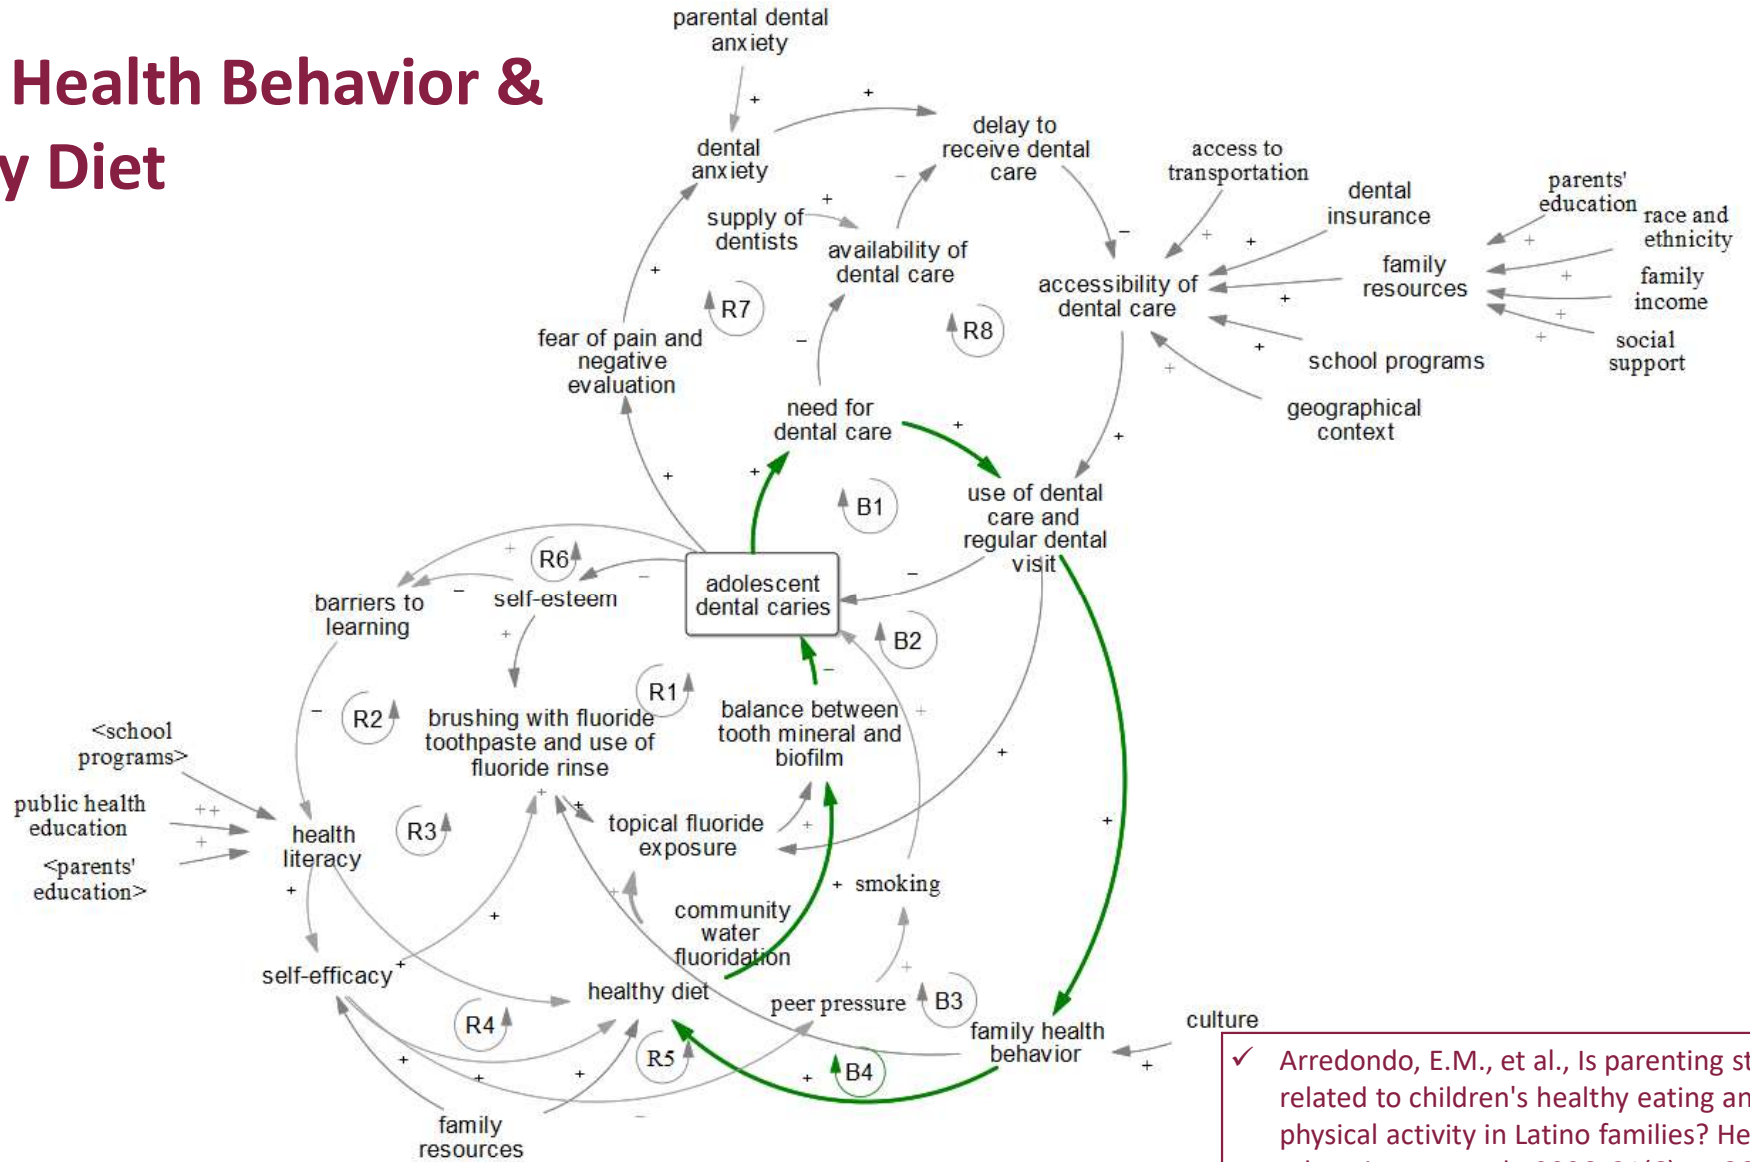 Health Behavior &
y Diet
parental dental
anxiety
+
+
dental
anxiety
delay to
receive dental
care
access to
transportation
dental
insurance
parents'
education
race and
ethnicity
family
income
social
support
family
resources
+
+
+
+
supply of
dentists
+
–
availability of
dental care
–
accessibility of
dental care
+
+
+
+
+
school programs
geographical
context
+
R7
R8
fear of pain and
negative
evaluation
–
need for
dental care
+
+
+
+
B1
use of dental
care and
regular dental
visit
+
R6
–
–
self-esteem
barriers to
learning
adolescent
dental caries
–
B2
+
R1
–
–
R2
brushing with fluoride
toothpaste and use of
fluoride rinse
balance between
tooth mineral and
biofilm
+
+
<school
programs>
public health
education
<parents'
education>
++
+
health
literacy
R3
+
+
topical fluoride
exposure
+
+
+
+
+
smoking
community
water
fluoridation
+
self-efficacy
+
healthy diet
+
peer pressure
B3
R4
R5
B4
family health
behavior
culture
+
+
+
+
+
–
family
resources
✓ Arredondo, E.M., et al., Is parenting st
related to children's healthy eating an
physical activity in Latino families? He